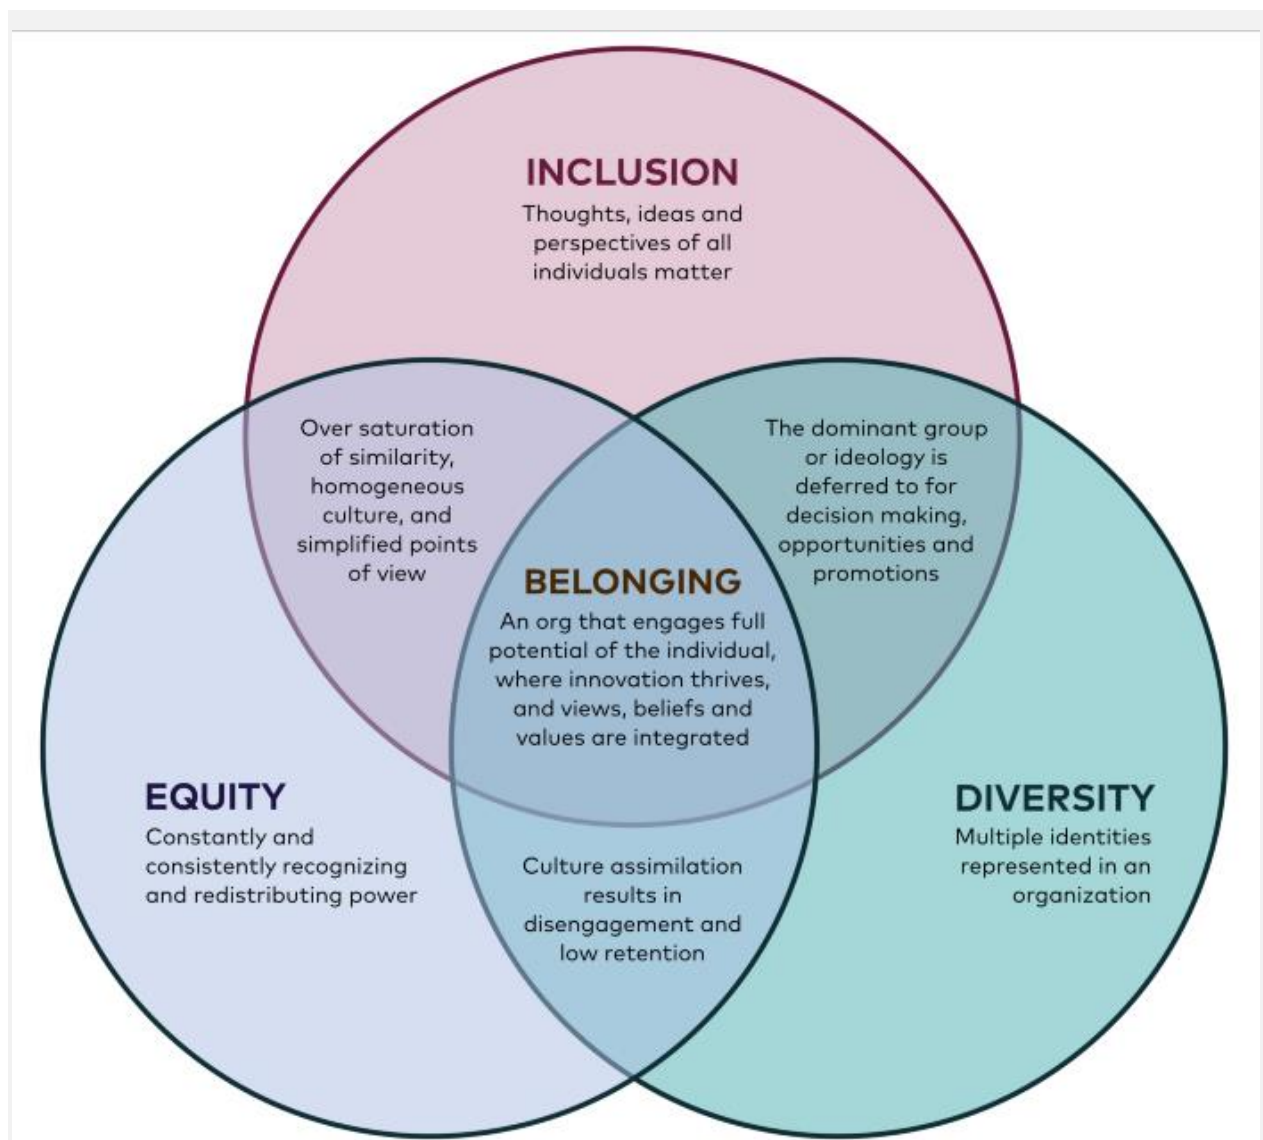 INCLUSION
Thoughts, ideas and
perspectives of all
individuals matter
Over saturation
of similarity,
homogeneous
culture, and
simplified points
of view
The dominant group
or ideology is
deferred to for
decision making,
opportunities and
promotions
BELONGING
An org that engages full
potential of the individual,
where innovation thrives,
and views, beliefs and
values are integrated
EQUITY
Constantly and
consistently recognizing
and redistributing power
DIVERSITY
Multiple identities
represented in an
organization
Culture assimilation
results in
disengagement and
low retention